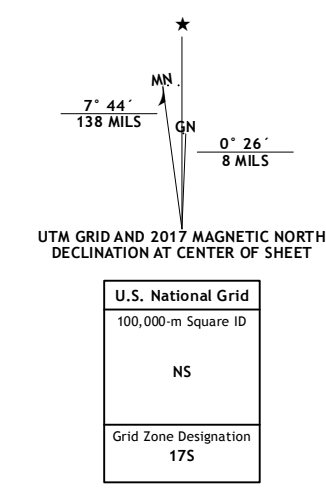 ★
MN
7° 44´
138 MILS
GN
0° 26´
8 MILS
UTM GRID AND 2017 MAGNETIC NORTH
DECLINATION AT CENTER OF SHEET
U.S. National Grid
100,000-m Square ID
NS
Grid Zone Designation
17S